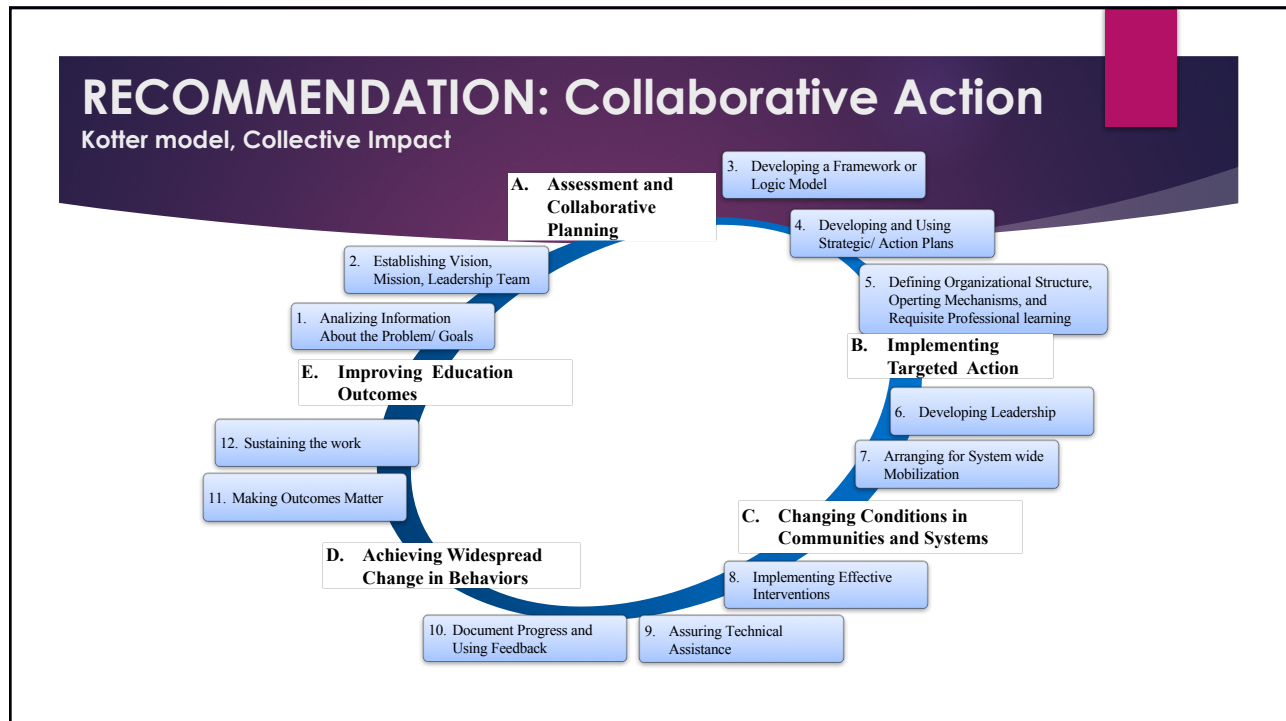 RECOMMENDATION: Collaborative Action
Kotter model, Collective Impact
A. Assessment and
Collaborative
Planning
1. Analizing Information
About the Problem/ Goals
2. Establishing Vision,
Mission, Leadership Team
3. Developing a Framework or
Logic Model
4. Developing and Using
Strategic/ Action Plans
5. Defining Organizational Structure,
Operting Mechanisms, and
Requisite Professional learning
B. Implementing
Targeted Action
6. Developing Leadership
7. Arranging for System wide
Mobilization
C. Changing Conditions in
Communities and Systems
8. Implementing Effective
Interventions
9. Assuring Technical
Assistance
10. Document Progress and
Using Feedback
D. Achieving Widespread
Change in Behaviors
11. Making Outcomes Matter
12. Sustaining the work
E. Improving Education
Outcomes